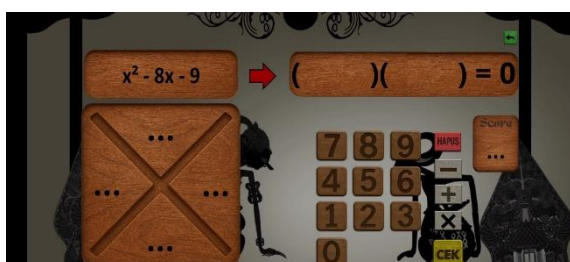 x² - 8x - 9
( )( ) = 0
Score
...
...
... ...
...
7 8 9 HAPUS
4 5 6 -
+
1 2 3 ×
0 CEK